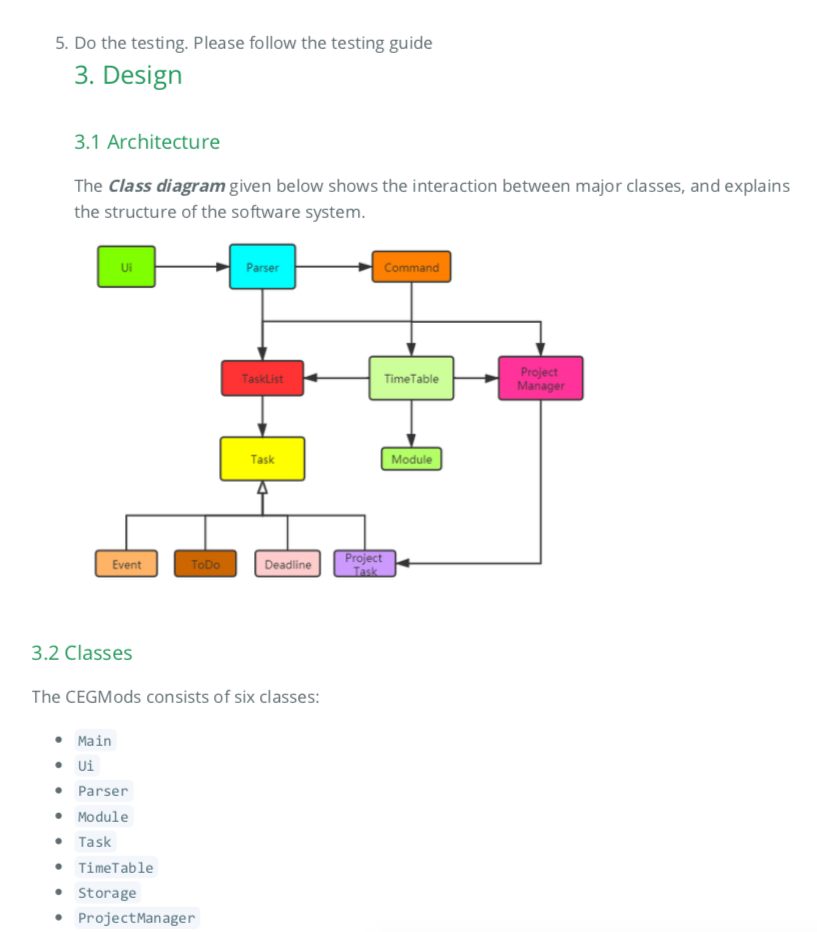 5. Do the testing. Please follow the testing guide
3. Design
3.1 Architecture
The Class diagram given below shows the interaction between major classes, and explains
the structure of the software system.
Ui
Parser
Command
TaskList
TimeTable
Project
Manager
Task
Module
Event
ToDo
Deadline
Project
Task
3.2 Classes
The CEGMods consists of six classes:
• Main
• Ui
• Parser
• Module
• Task
• TimeTable
• Storage
• ProjectManager